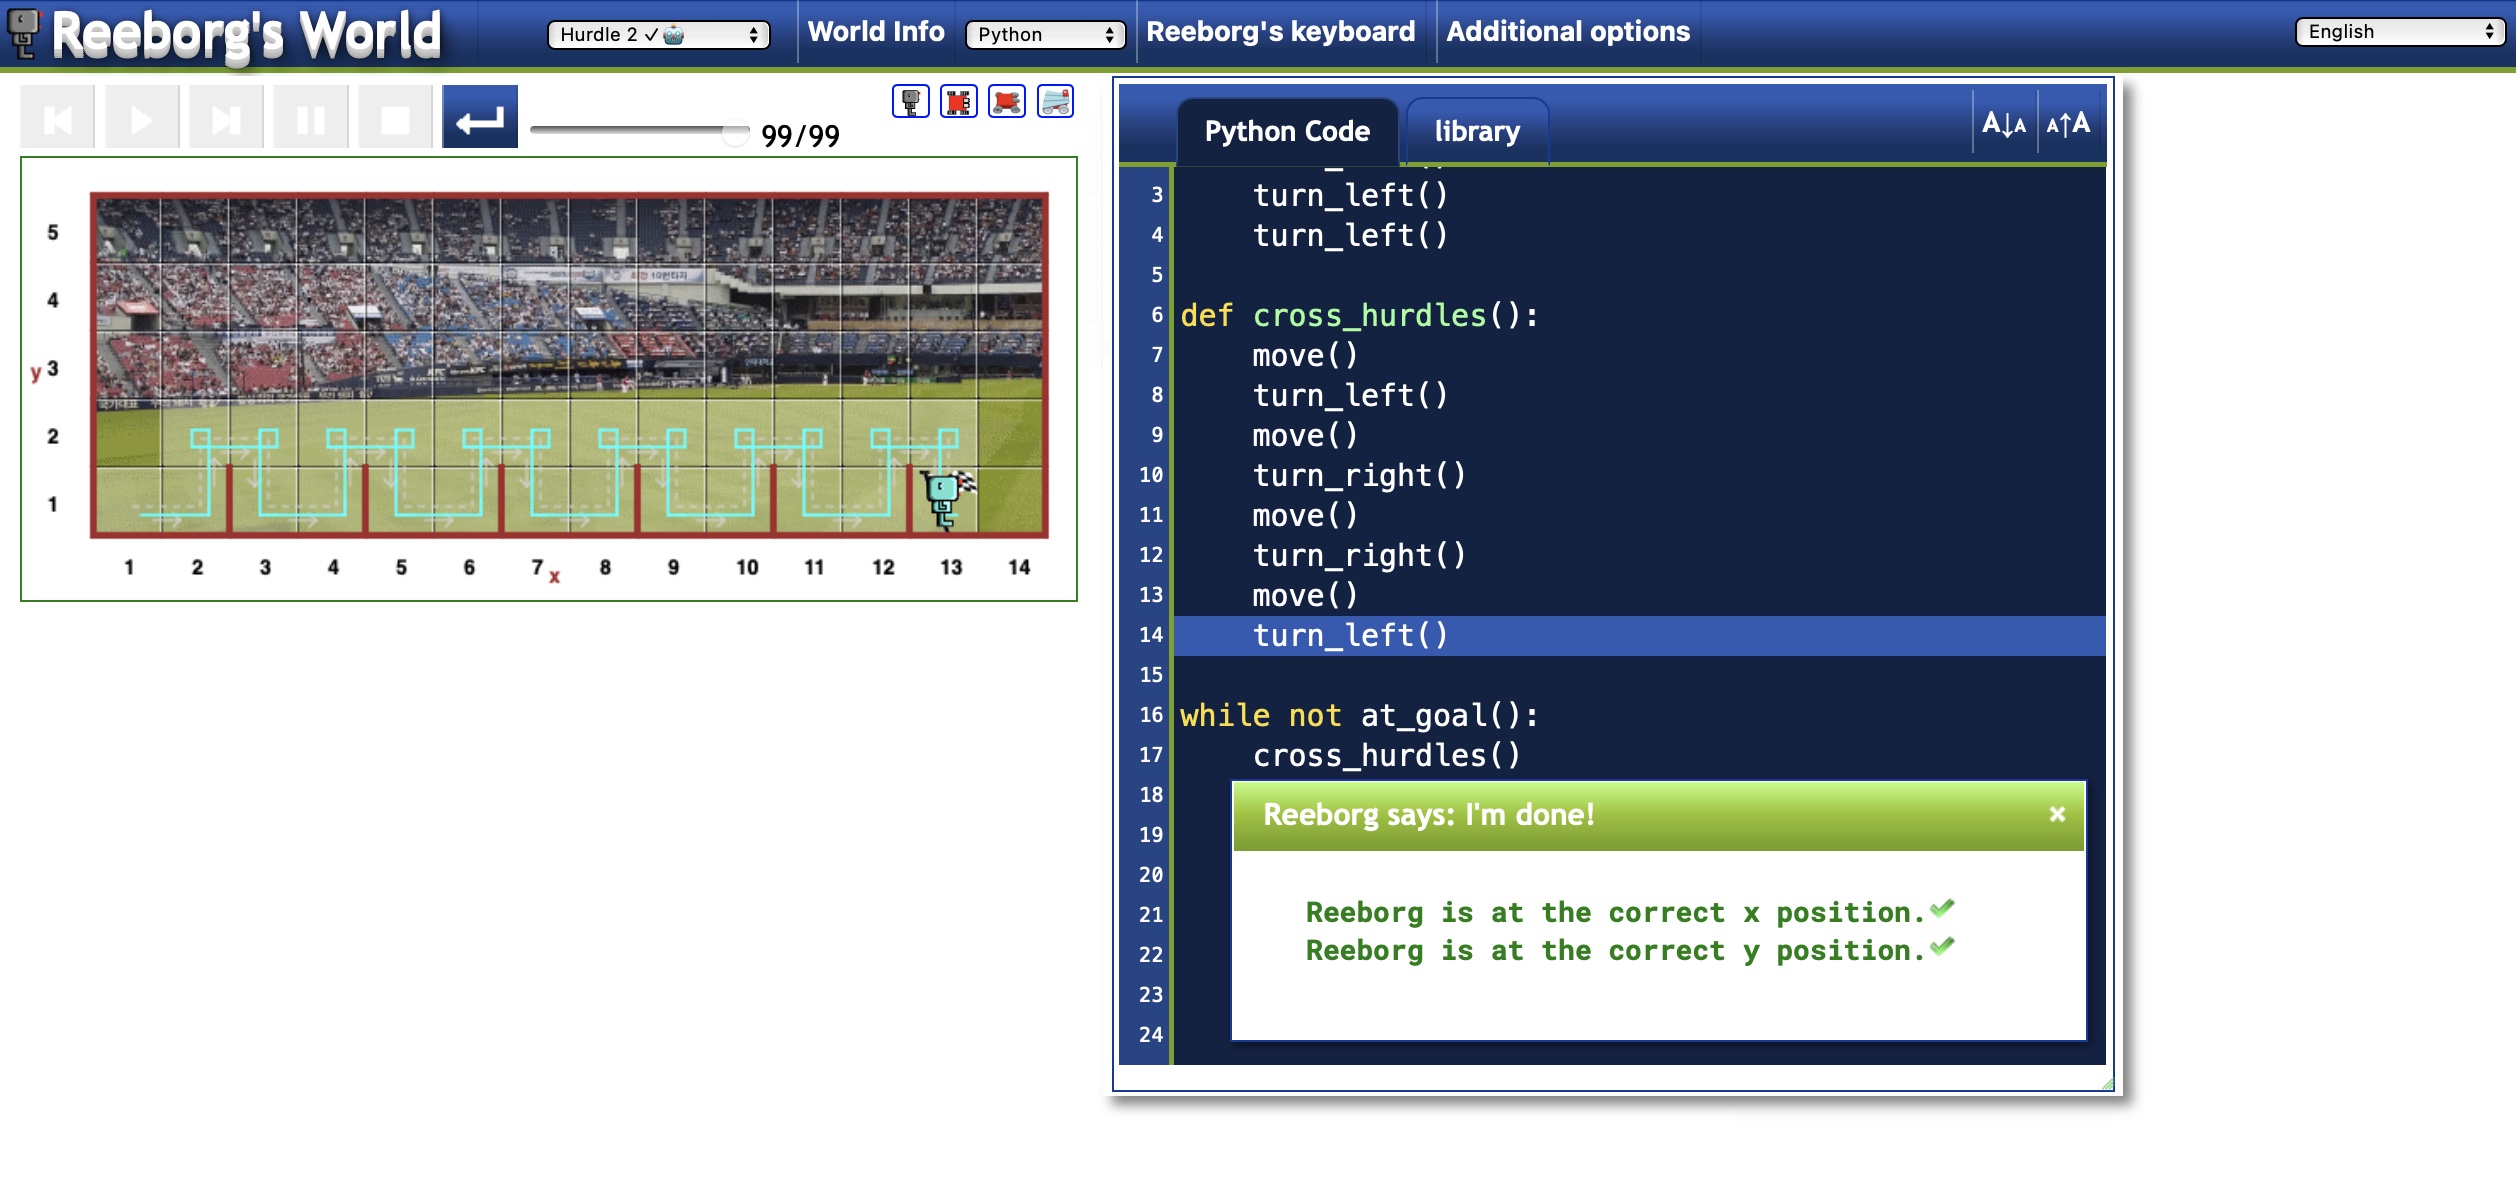 Reeborg's World
Hurdle 2 ✓🤖
World Info
Python
Reeborg's keyboard
Additional options
English
99/99
5
4
y 3
2
1
1 2 3 4 5 6 7 x 8 9 10 11 12 13 14
Python Code
library
A↓A
A↑A
3 turn_left()
4 turn_left()
5
6 def cross_hurdles():
7 move()
8 turn_left()
9 move()
10 turn_right()
11 move()
12 turn_right()
13 move()
14 turn_left()
15
16 while not at_goal():
17 cross_hurdles()
18
19
20
21
22
23
24
Reeborg says: I'm done!
×
Reeborg is at the correct x position.
Reeborg is at the correct y position.